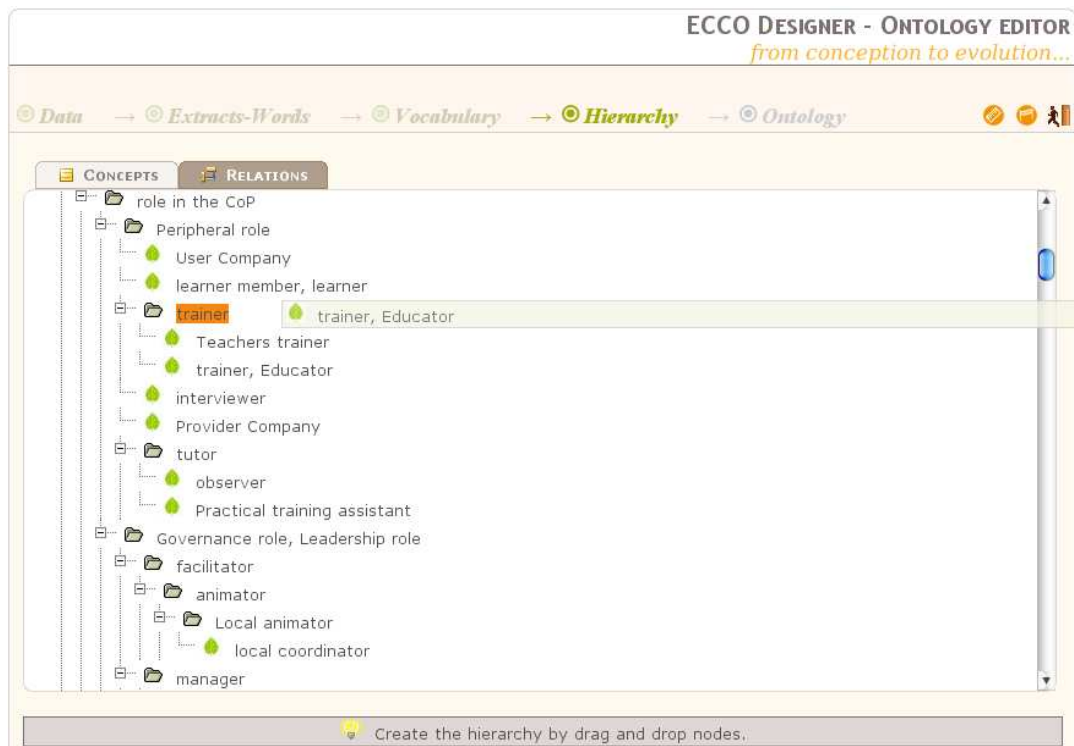 ECCO DESIGNER - ONTOLOGY EDITOR
from conception to evolution...
Data → Extracts-Words → Vocabulary → Hierarchy → Ontology
CONCEPTS RELATIONS
role in the CoP
Peripheral role
User Company
learner member, learner
trainer trainer, Educator
Teachers trainer
trainer, Educator
interviewer
Provider Company
tutor
observer
Practical training assistant
Governance role, Leadership role
facilitator
animator
Local animator
local coordinator
manager
Create the hierarchy by drag and drop nodes.